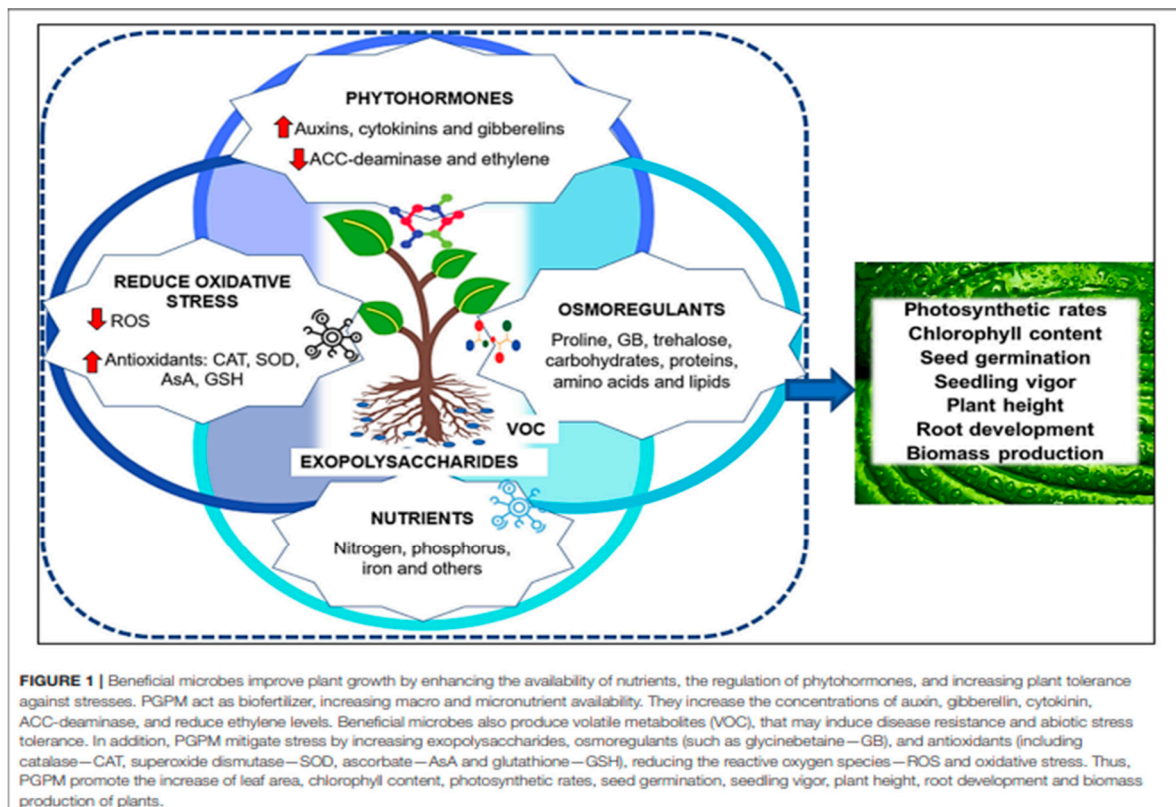 PHYTOHORMONES
Auxins, cytokinins and gibberelins
ACC-deaminase and ethylene
REDUCE OXIDATIVE
STRESS
ROS
Antioxidants: CAT, SOD,
AsA, GSH
OSMOREGULANTS
Proline, GB, trehalose,
carbohydrates, proteins,
amino acids and lipids
VOC
EXOPOLYSACCHARIDES
NUTRIENTS
Nitrogen, phosphorus,
iron and others
Photosynthetic rates
Chlorophyll content
Seed germination
Seedling vigor
Plant height
Root development
Biomass production
FIGURE 1 | Beneficial microbes improve plant growth by enhancing the availability of nutrients, the regulation of phytohormones, and increasing plant tolerance
against stresses. PGPM act as biofertilizer, increasing macro and micronutrient availability. They increase the concentrations of auxin, gibberellin, cytokinin,
ACC-deaminase, and reduce ethylene levels. Beneficial microbes also produce volatile metabolites (VOC), that may induce disease resistance and abiotic stress
tolerance. In addition, PGPM mitigate stress by increasing exopolysaccharides, osmoregulants (such as glycinebetaine—GB), and antioxidants (including
catalase—CAT, superoxide dismutase—SOD, ascorbate—AsA and glutathione—GSH), reducing the reactive oxygen species—ROS and oxidative stress. Thus,
PGPM promote the increase of leaf area, chlorophyll content, photosynthetic rates, seed germination, seedling vigor, plant height, root development and biomass
production of plants.